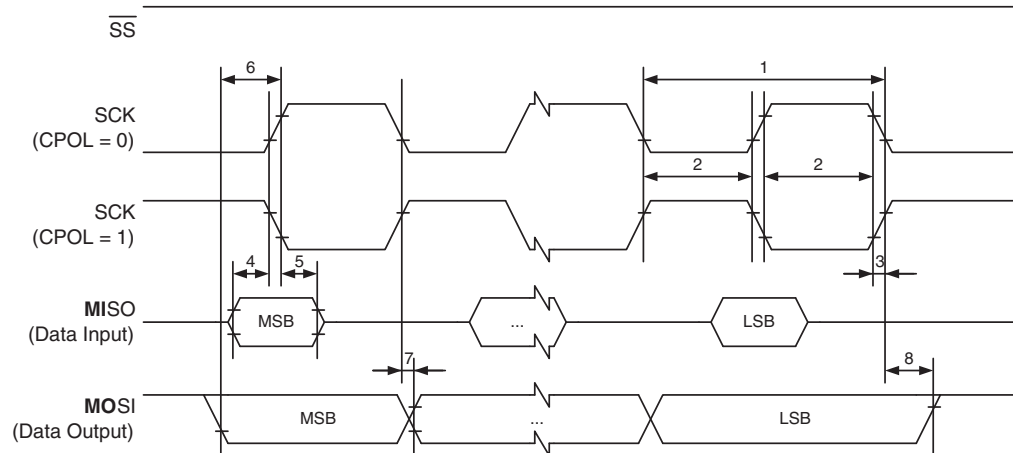 SS
6
1
SCK
(CPOL = 0)
2
2
SCK
(CPOL = 1)
4
5
3
MISO
(Data Input)
MSB
...
LSB
7
8
MOSI
(Data Output)
MSB
...
LSB